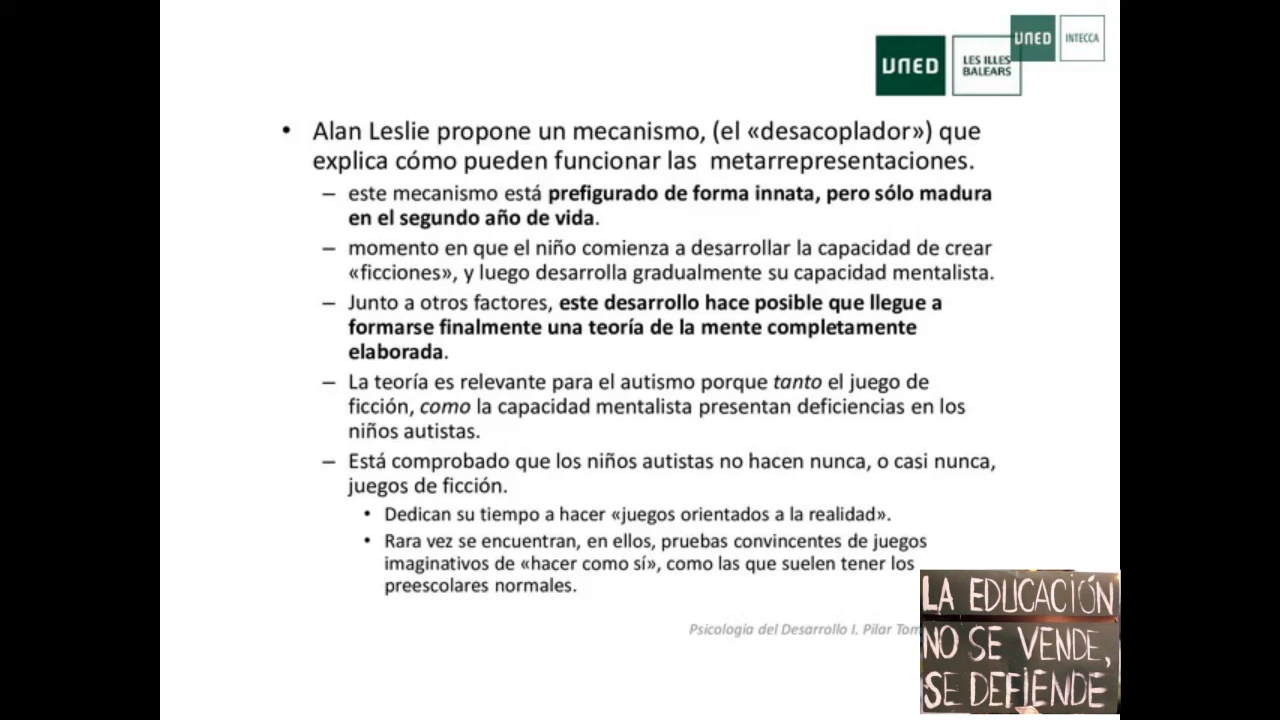 UNED
INTECCA
UNED
LES ILLES
BALEARS
• Alan Leslie propone un mecanismo, (el «desacoplador») que
explica cómo pueden funcionar las metarrepresentaciones.
– este mecanismo está prefigurado de forma innata, pero sólo madura
en el segundo año de vida.
– momento en que el niño comienza a desarrollar la capacidad de crear
«ficciones», y luego desarrolla gradualmente su capacidad mentalista.
– Junto a otros factores, este desarrollo hace posible que llegue a
formarse finalmente una teoría de la mente completamente
elaborada.
– La teoría es relevante para el autismo porque tanto el juego de
ficción, como la capacidad mentalista presentan deficiencias en los
niños autistas.
– Está comprobado que los niños autistas no hacen nunca, o casi nunca,
juegos de ficción.
• Dedican su tiempo a hacer «juegos orientados a la realidad».
• Rara vez se encuentran, en ellos, pruebas convincentes de juegos
imaginativos de «hacer como sí», como las que suelen tener los
preescolares normales.
Psicología del Desarrollo I. Pilar
LA EDUCACIÓN
NO SE VENDE,
SE DEFIENDE